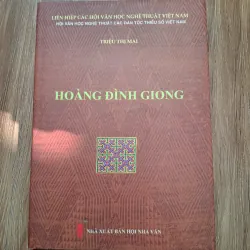 LIÊN HIỆP CÁC HỘI VĂN HỌC NGHỆ THUẬT VIỆT NAM
HỘI VĂN HỌC NGHỆ THUẬT CÁC DÂN TỘC THIỂU SỐ VIỆT NAM
TRIỆU THỊ MAI
HOÀNG ĐÌNH GIONG
NHÀ XUẤT BẢN HỘI NHÀ VĂN